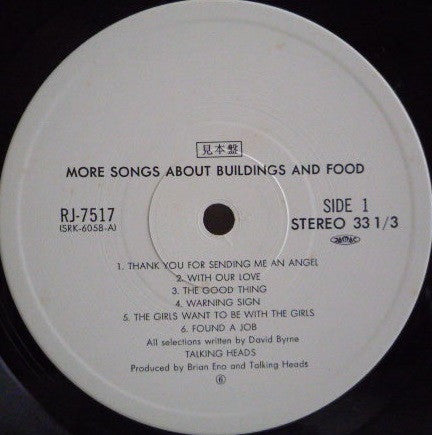 見本盤
MORE SONGS ABOUT BUILDINGS AND FOOD
RJ-7517
(SRK-6058-A)
SIDE 1
STEREO 33 1/3
1. THANK YOU FOR SENDING ME AN ANGEL
2. WITH OUR LOVE
3. THE GOOD THING
4. WARNING SIGN
5. THE GIRLS WANT TO BE WITH THE GIRLS
6. FOUND A JOB
All selections written by David Byrne
TALKING HEADS
Produced by Brian Eno and Talking Heads
⑥